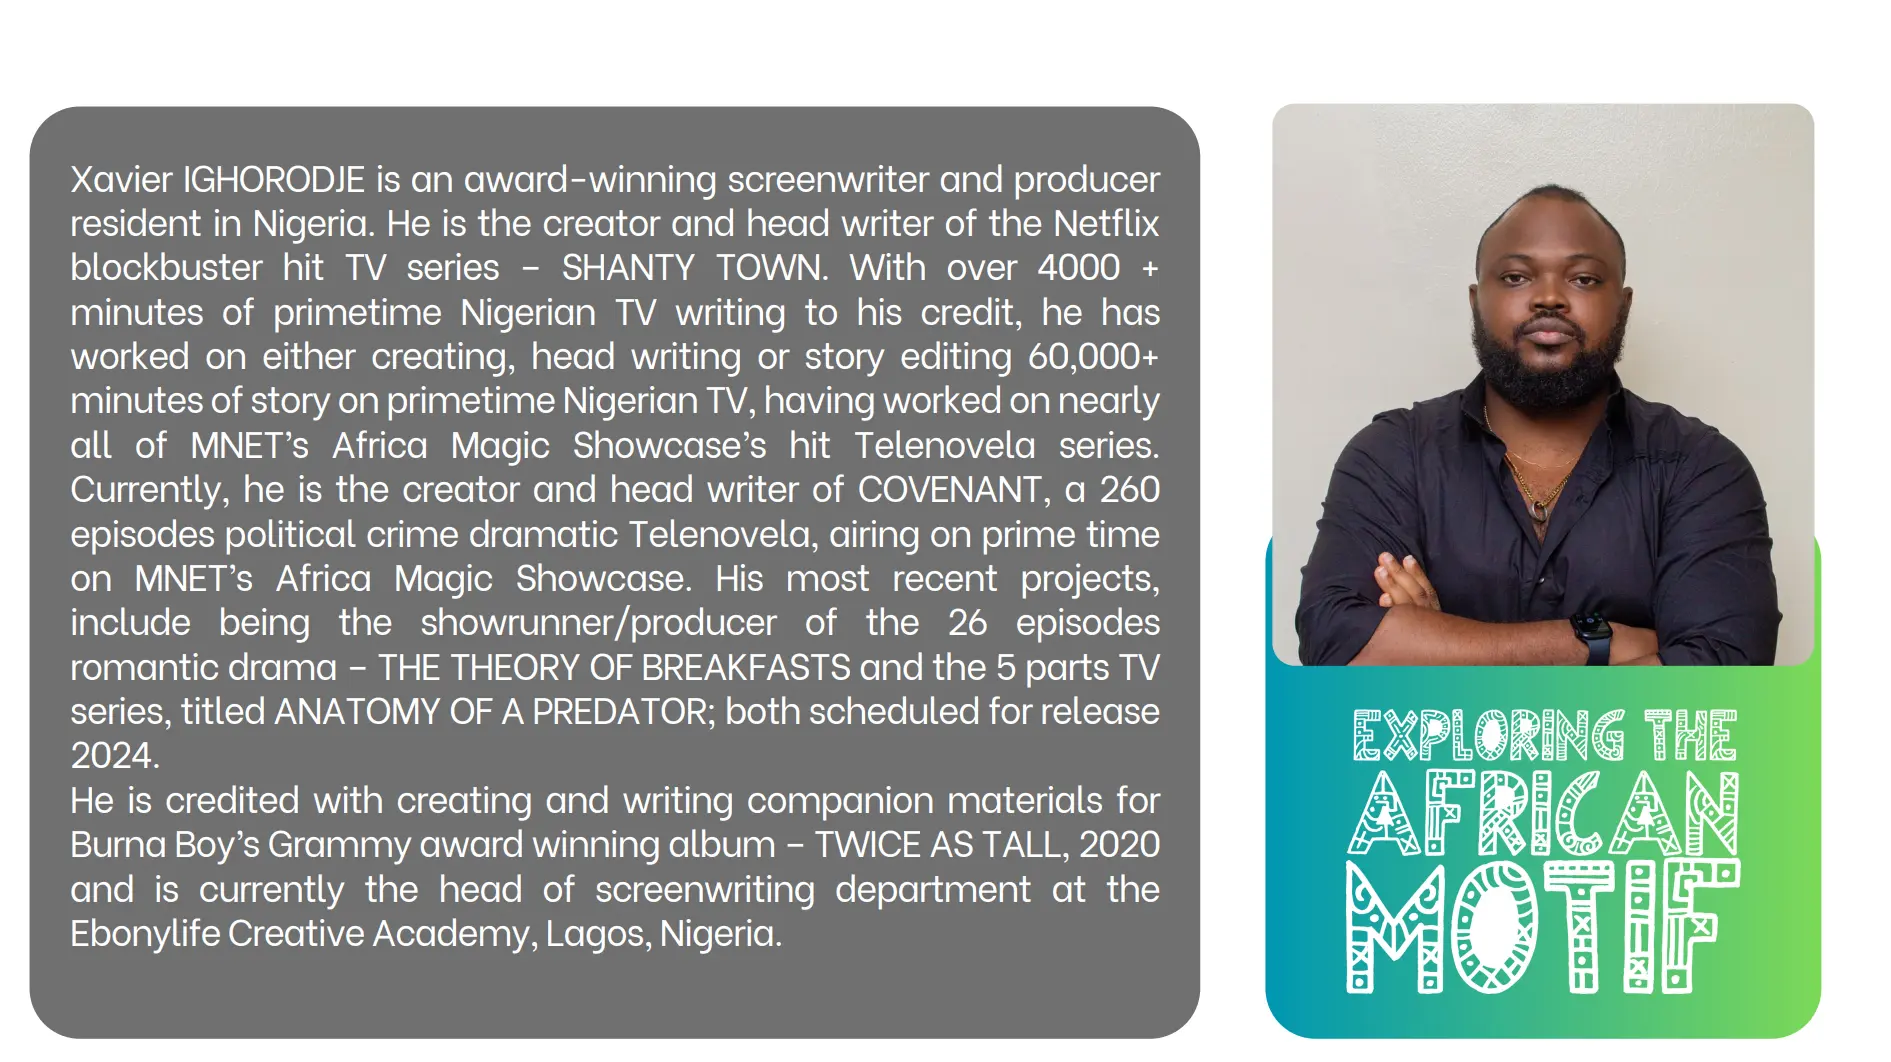 Xavier IGHORODJE is an award-winning screenwriter and producer
resident in Nigeria. He is the creator and head writer of the Netflix
blockbuster hit TV series – SHANTY TOWN. With over 4000 +
minutes of primetime Nigerian TV writing to his credit, he has
worked on either creating, head writing or story editing 60,000+
minutes of story on primetime Nigerian TV, having worked on nearly
all of MNET’s Africa Magic Showcase’s hit Telenovela series.
Currently, he is the creator and head writer of COVENANT, a 260
episodes political crime dramatic Telenovela, airing on prime time
on MNET’s Africa Magic Showcase. His most recent projects,
include being the showrunner/producer of the 26 episodes
romantic drama – THE THEORY OF BREAKFASTS and the 5 parts TV
series, titled ANATOMY OF A PREDATOR; both scheduled for release
2024.
He is credited with creating and writing companion materials for
Burna Boy’s Grammy award winning album – TWICE AS TALL, 2020
and is currently the head of screenwriting department at the
Ebonylife Creative Academy, Lagos, Nigeria.
EXPLORING THE
AFRICAN
MOTIF